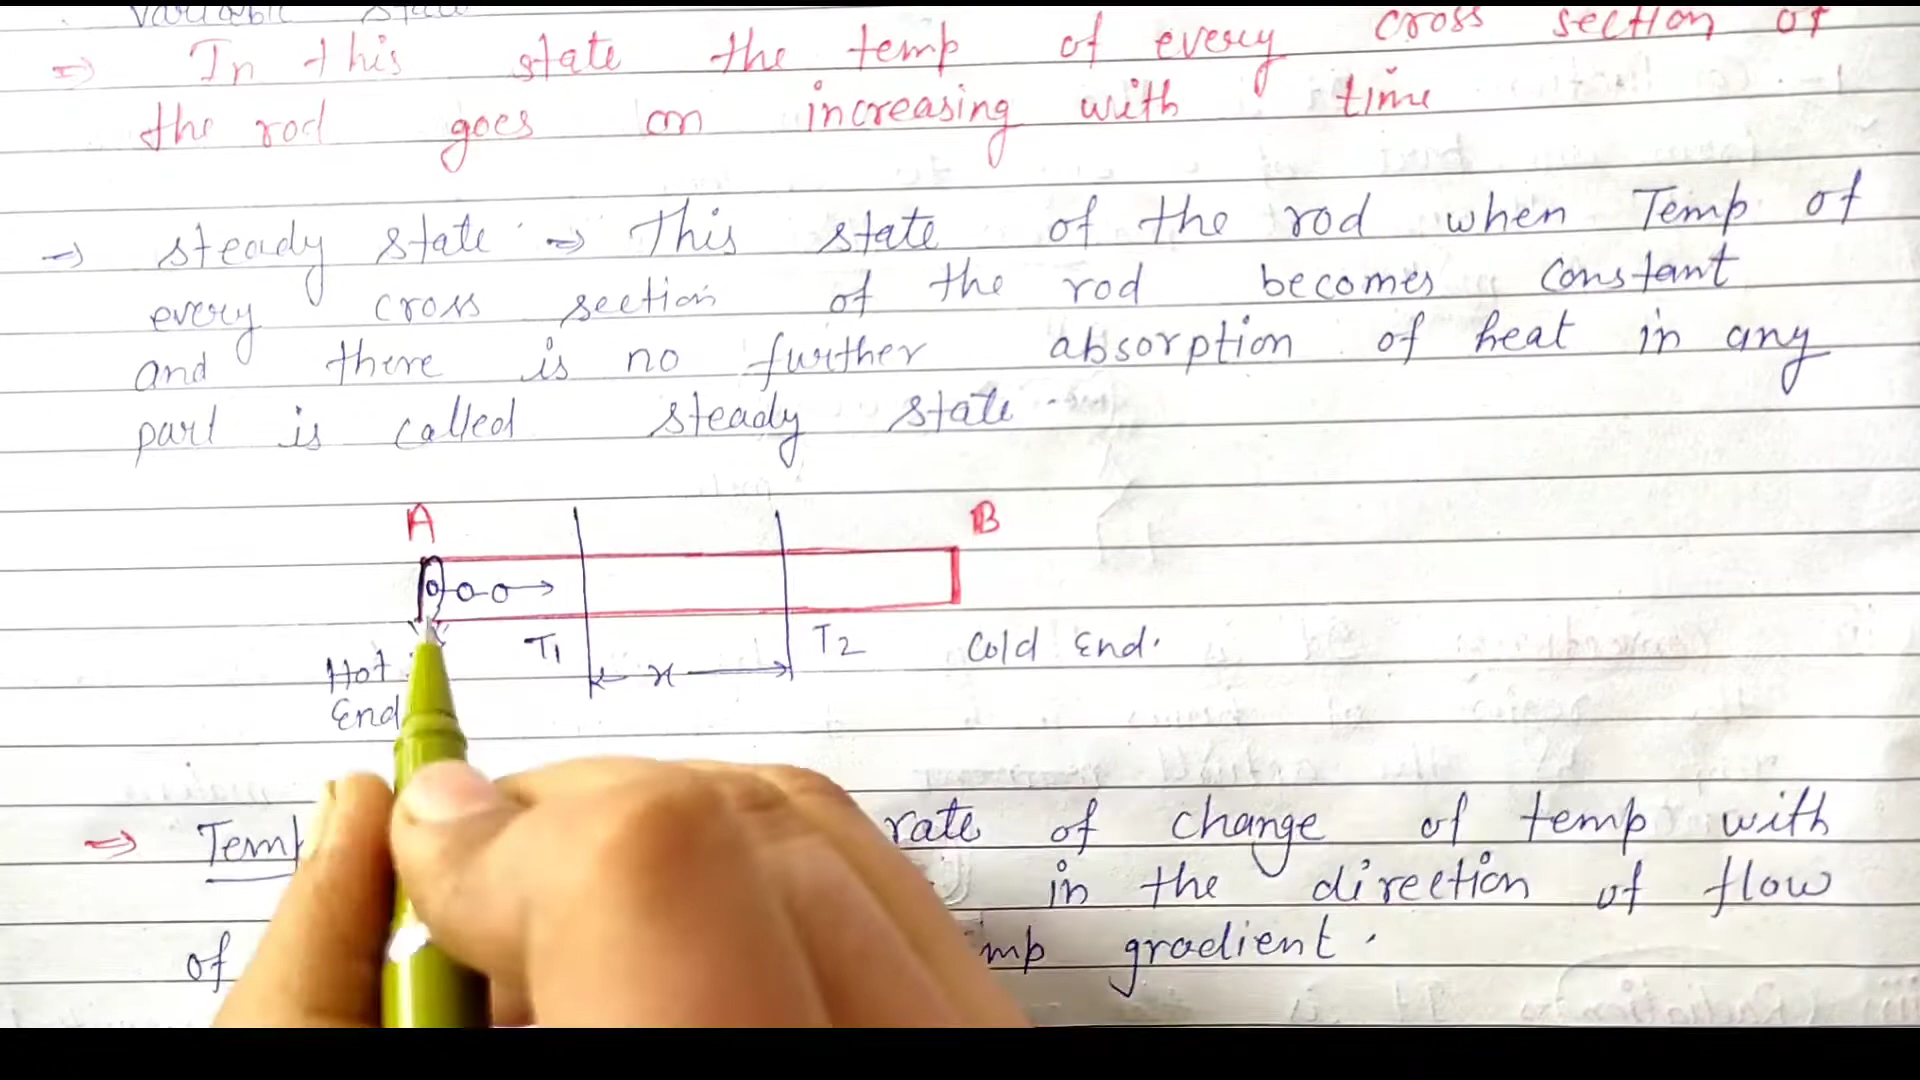 variable state
⇒ In this state the temp of every cross section of
the rod goes on increasing with time
→ steady state → This state of the rod when Temp of
every cross section of the rod becomes constant
and there is no further absorption of heat in any
part is called steady state
A B
T1 x T2 Cold End.
Hot
End
⇒ Temp rate of change of temp with
in the direction of flow
of gradient.